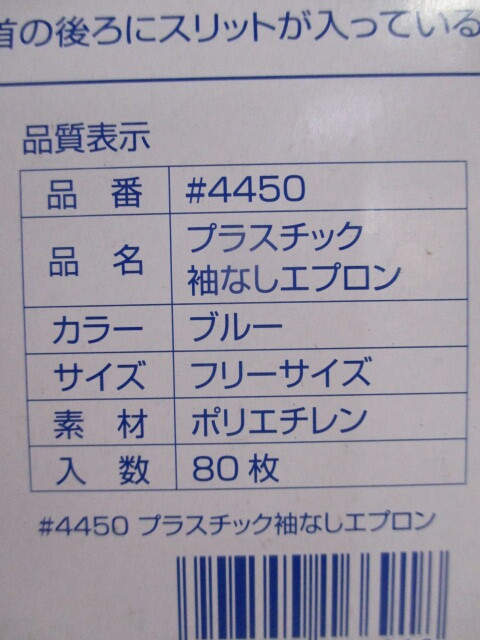 首の後ろにスリットが入っている
品質表示
品 番 #4450
品 名 プラスチック
袖なしエプロン
カラー ブルー
サイズ フリーサイズ
素 材 ポリエチレン
入 数 80枚
#4450 プラスチック袖なしエプロン